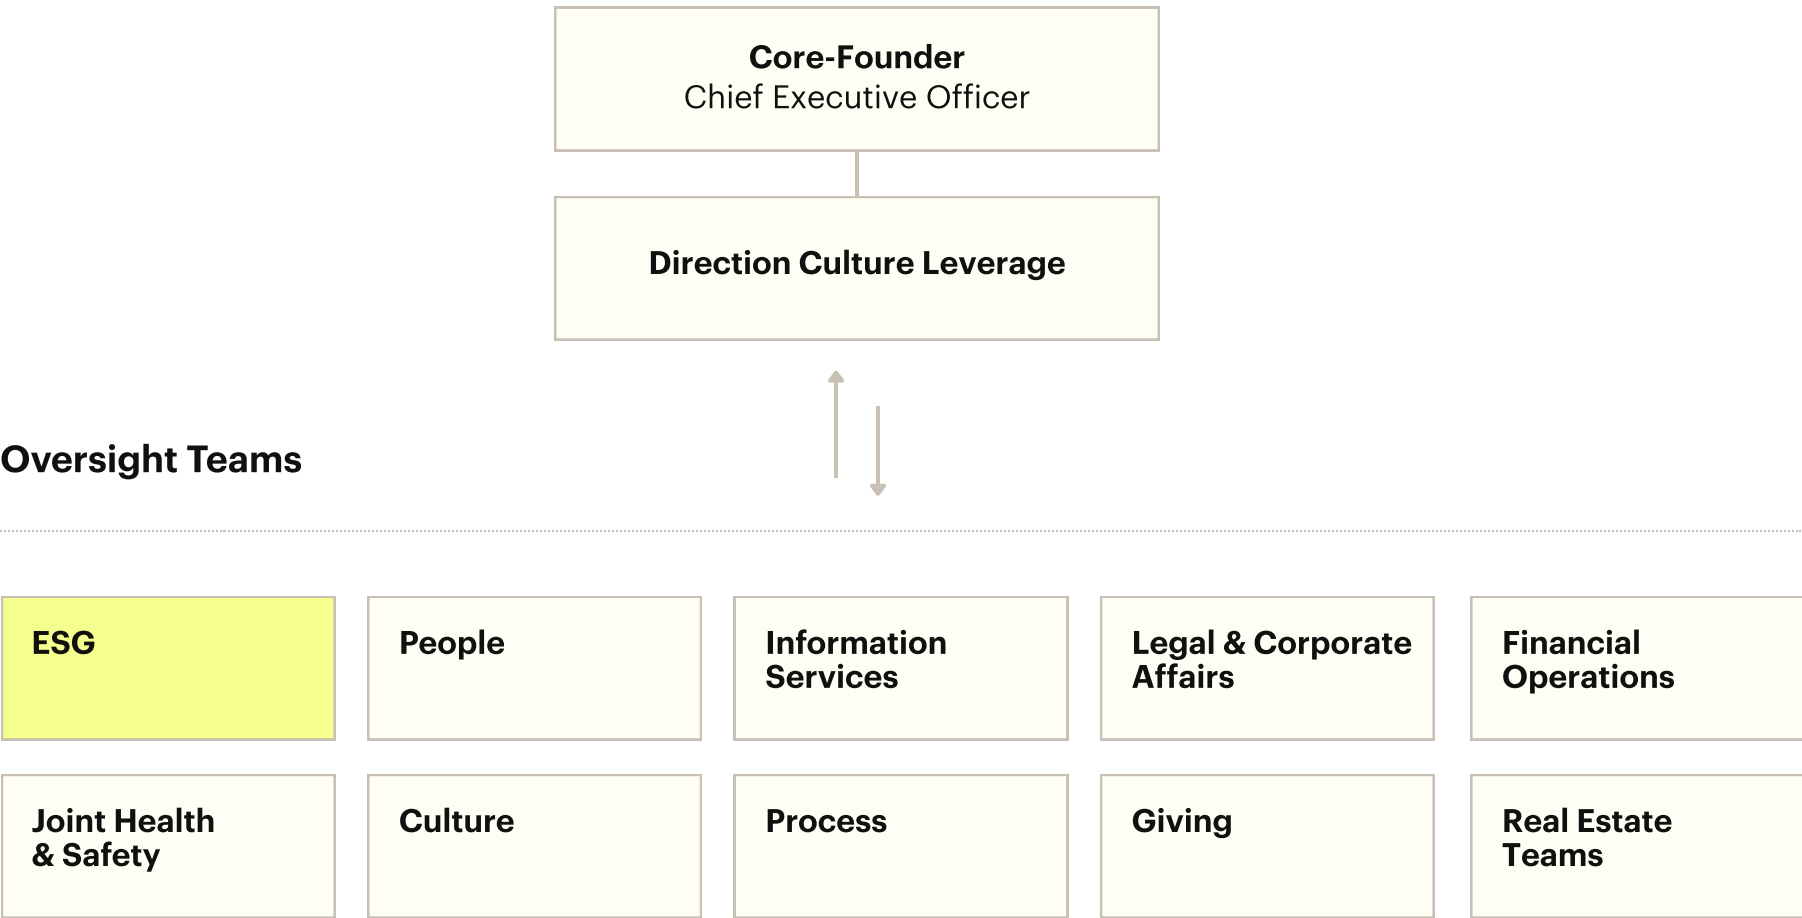 Core-Founder
Chief Executive Officer
Direction Culture Leverage
Oversight Teams
ESG
People
Information
Services
Legal & Corporate
Affairs
Financial
Operations
Joint Health
& Safety
Culture
Process
Giving
Real Estate
Teams